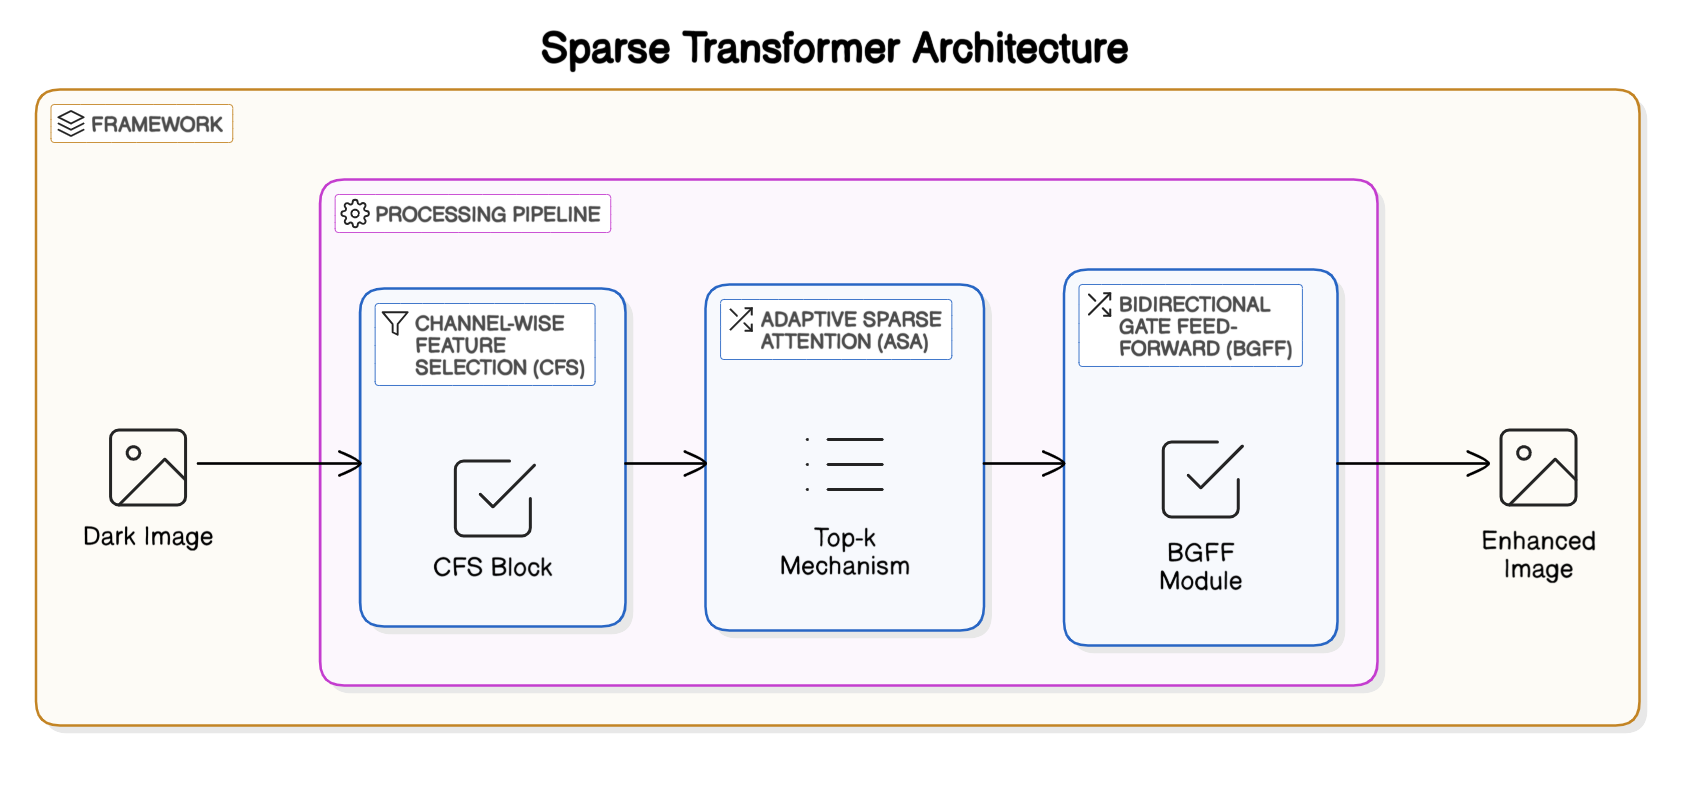 Sparse Transformer Architecture
FRAMEWORK
PROCESSING PIPELINE
CHANNEL-WISE
FEATURE
SELECTION (CFS)
ADAPTIVE SPARSE
ATTENTION (ASA)
BIDIRECTIONAL
GATE FEED-
FORWARD (BGFF)
Dark Image
CFS Block
Top-k
Mechanism
BGFF
Module
Enhanced
Image